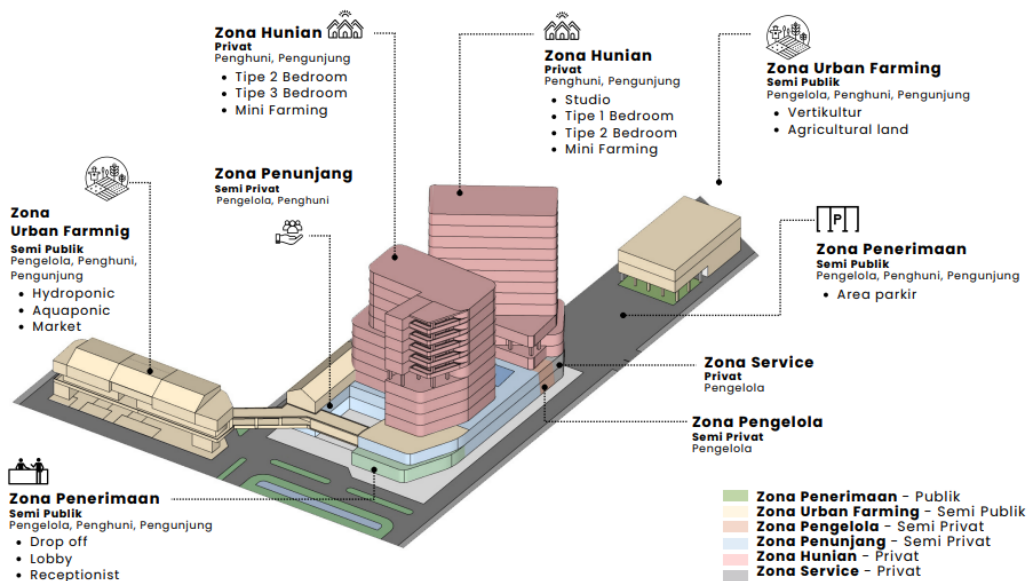 Zona Hunian
Privat
Penghuni, Pengunjung
• Tipe 2 Bedroom
• Tipe 3 Bedroom
• Mini Farming
Zona Hunian
Privat
Penghuni, Pengunjung
• Studio
• Tipe 1 Bedroom
• Tipe 2 Bedroom
• Mini Farming
Zona Urban Farming
Semi Publik
Pengelola, Penghuni, Pengunjung
• Vertikultur
• Agricultural land
Zona Penunjang
Semi Privat
Pengelola, Penghuni
Zona
Urban Farmnig
Semi Publik
Pengelola, Penghuni,
Pengunjung
• Hydroponic
• Aquaponic
• Market
P
Zona Penerimaan
Semi Publik
Pengelola, Penghuni, Pengunjung
• Area parkir
Zona Service
Privat
Pengelola
Zona Pengelola
Semi Privat
Pengelola
Zona Penerimaan
Semi Publik
Pengelola, Penghuni, Pengunjung
• Drop off
• Lobby
• Receptionist
Zona Penerimaan - Publik
Zona Urban Farming - Semi Publik
Zona Pengelola - Semi Privat
Zona Penunjang - Semi Privat
Zona Hunian - Privat
Zona Service - Privat